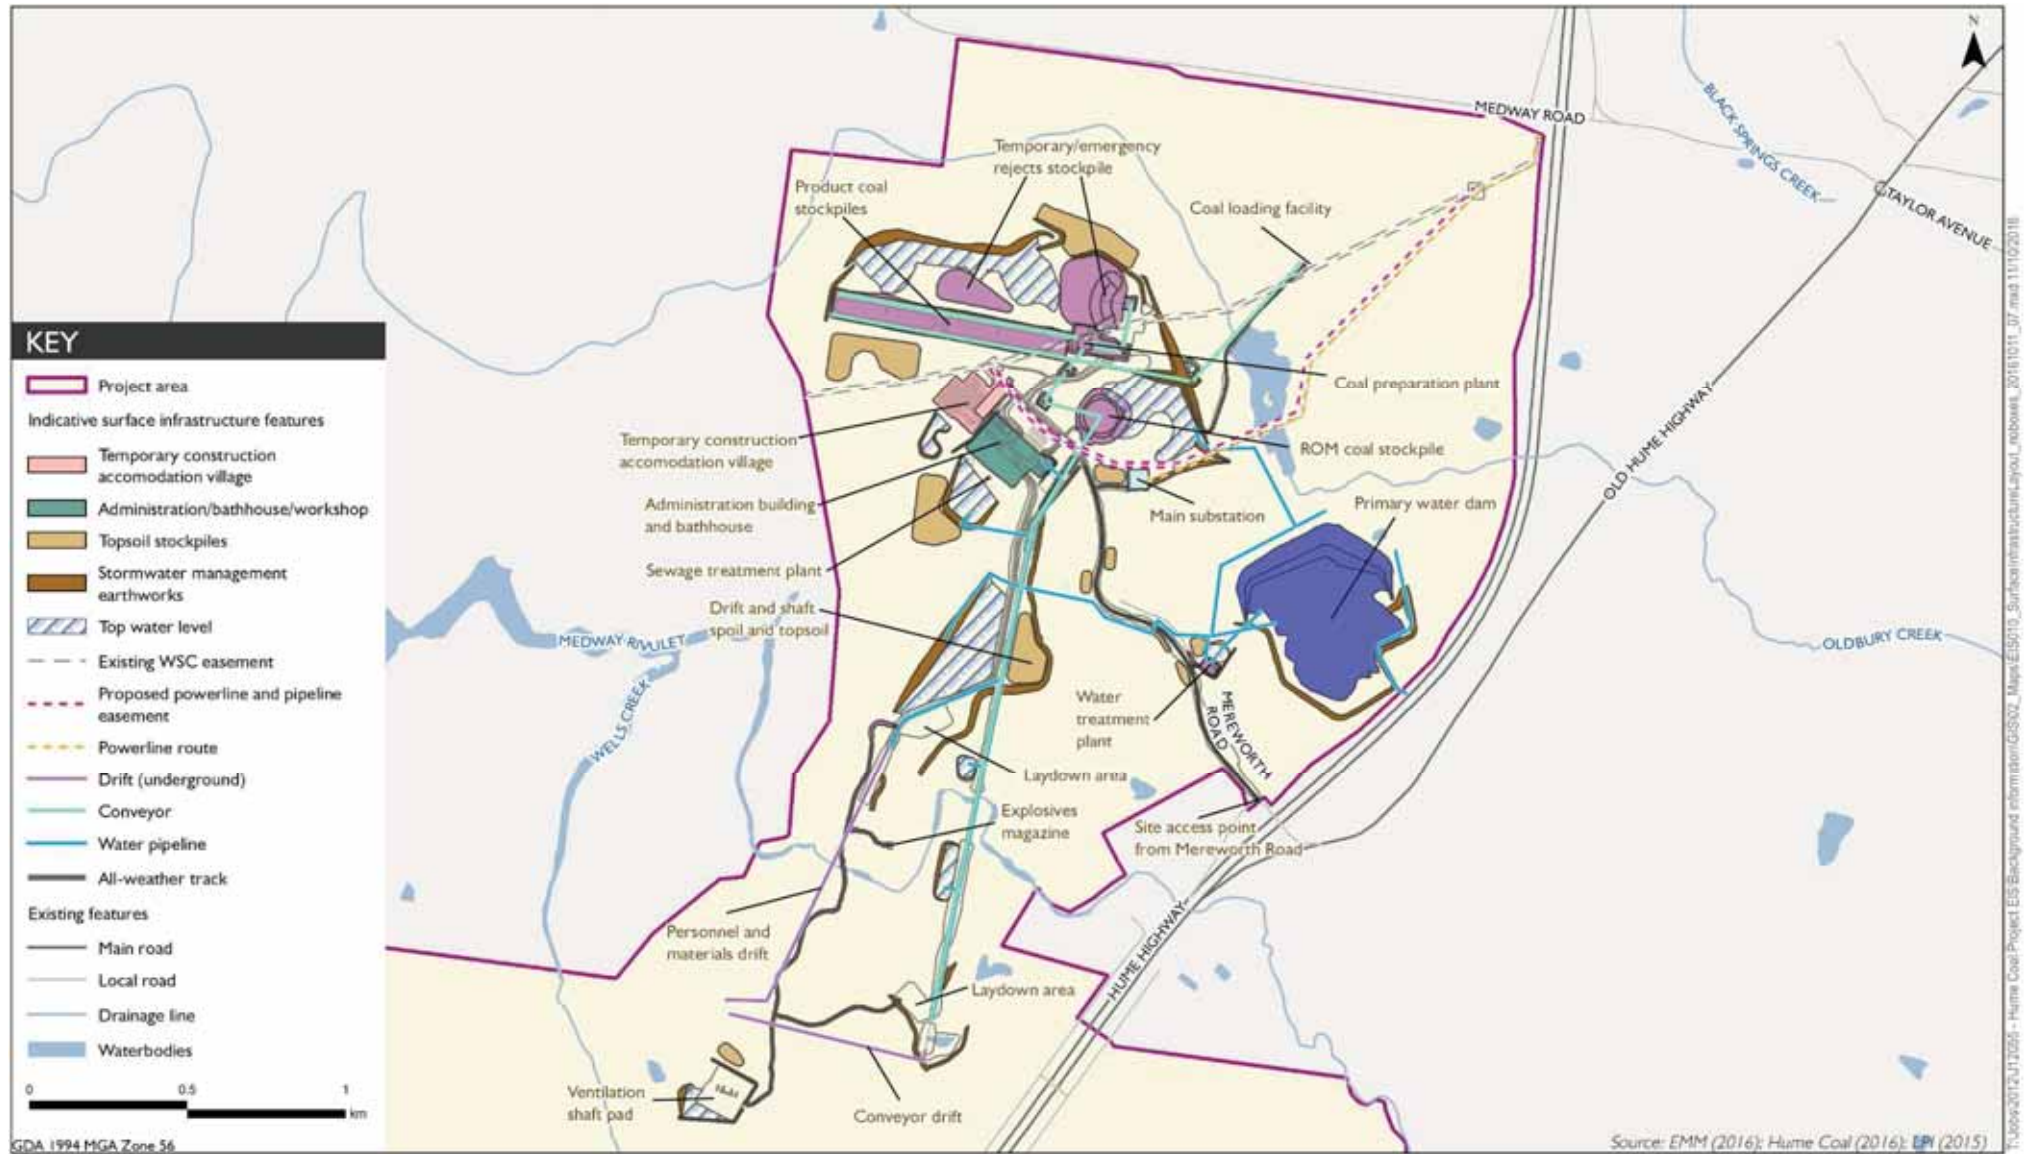 N
MEDWAY ROAD
BLACK SPRINGS CREEK
TAYLOR AVENUE
Temporary/emergency
rejects stockpile
Product coal
stockpiles
Coal loading facility
Coal preparation plant
Temporary construction
accomodation village
ROM coal stockpile
OLD HUME HIGHWAY
Administration building
and bathhouse
Main substation
Primary water dam
Sewage treatment plant
Drift and shaft
spoil and topsoil
MEDWAY RIVULET
OLDBURY CREEK
WELLS CREEK
Water
treatment
plant
MEREWORTH
ROAD
Laydown area
Explosives
magazine
Site access point
from Mereworth Road
Personnel and
materials drift
HUME HIGHWAY
Laydown area
Ventilation
shaft pad
Conveyor drift
KEY
Project area
Indicative surface infrastructure features
Temporary construction
accomodation village
Administration/bathhouse/workshop
Topsoil stockpiles
Stormwater management
earthworks
Top water level
Existing WSC easement
Proposed powerline and pipeline
easement
Powerline route
Drift (underground)
Conveyor
Water pipeline
All-weather track
Existing features
Main road
Local road
Drainage line
Waterbodies
0 0.5 1
km
GDA 1994 MGA Zone 56
Source: EMM (2016); Hume Coal (2016); LPI (2015)